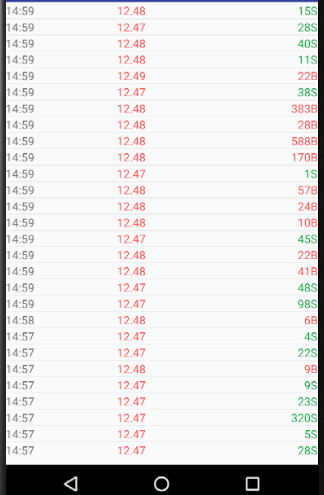 14:59 12.48 15S
14:59 12.47 28S
14:59 12.48 40S
14:59 12.48 11S
14:59 12.49 22B
14:59 12.47 38S
14:59 12.48 383B
14:59 12.48 28B
14:59 12.48 588B
14:59 12.48 170B
14:59 12.47 1S
14:59 12.48 57B
14:59 12.48 24B
14:59 12.48 10B
14:59 12.47 45S
14:59 12.48 22B
14:59 12.48 41B
14:59 12.47 48S
14:59 12.47 98S
14:58 12.48 6B
14:57 12.47 4S
14:57 12.47 22S
14:57 12.48 9B
14:57 12.47 9S
14:57 12.47 23S
14:57 12.47 320S
14:57 12.47 5S
14:57 12.47 28S